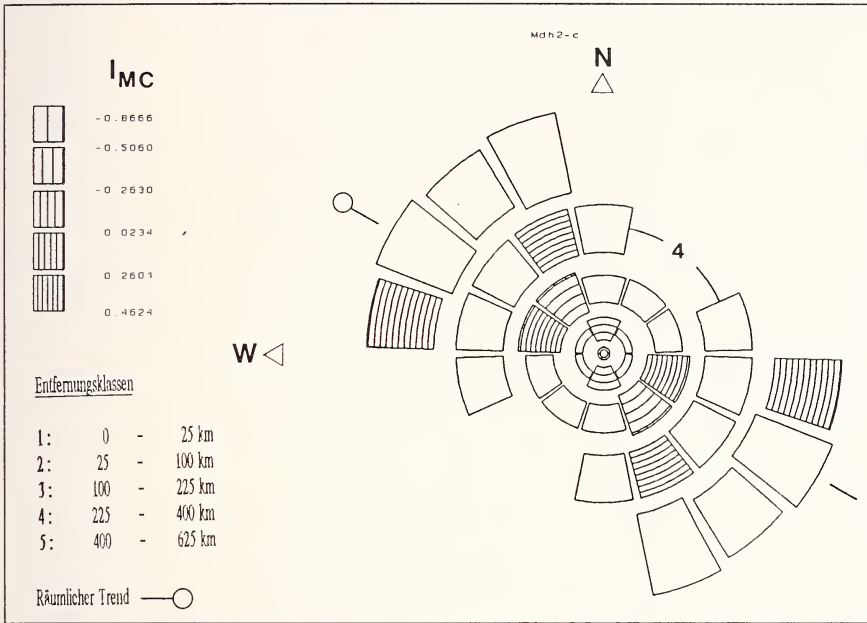 Mdh2-c
N
IMC
-0.8666
-0.5060
-0 2630
0 0234
0 2601
0.4624
4
W
Entfernungsklassen
1: 0 - 25 km
2: 25 - 100 km
3: 100 - 225 km
4: 225 - 400 km
5: 400 - 625 km
Räumlicher Trend